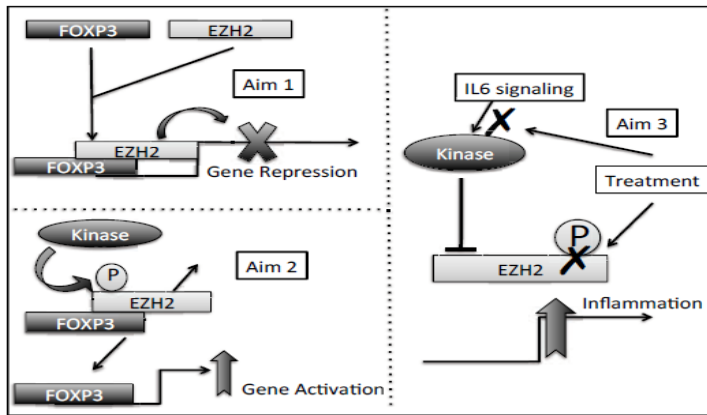 FOXP3
EZH2
Aim 1
EZH2
FOXP3
Gene Repression
Kinase
P
Aim 2
EZH2
FOXP3
FOXP3
Gene Activation
IL6 signaling
X
Aim 3
Kinase
Treatment
P
X
EZH2
Inflammation